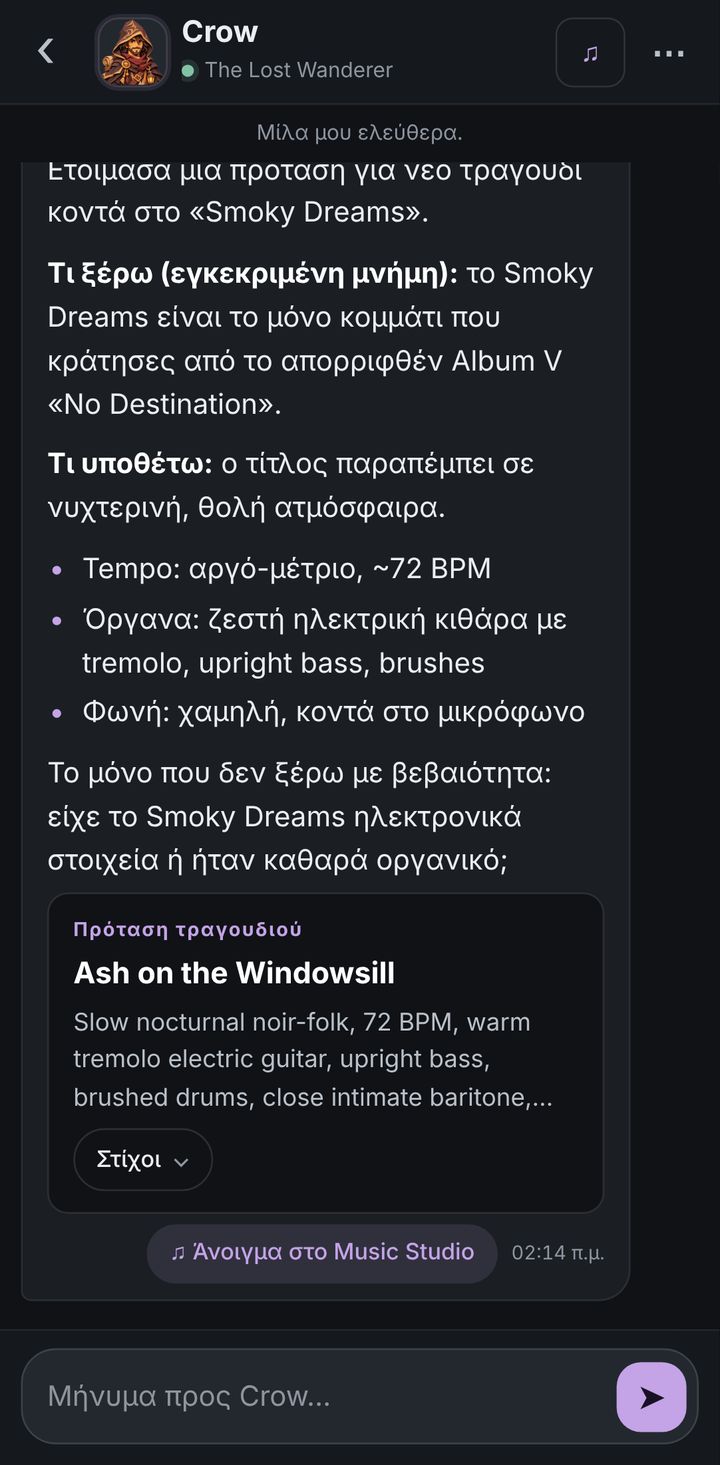 Crow
The Lost Wanderer
♫
...
Μίλα μου ελεύθερα.
Ετοίμασα μια πρόταση για νέο τραγούδι
κοντά στο «Smoky Dreams».
Τι ξέρω (εγκεκριμένη μνήμη): το Smoky
Dreams είναι το μόνο κομμάτι που
κράτησες από το απορριφθέν Album V
«No Destination».
Τι υποθέτω: ο τίτλος παραπέμπει σε
νυχτερινή, θολή ατμόσφαιρα.
• Tempo: αργό-μέτριο, ~72 BPM
• Όργανα: ζεστή ηλεκτρική κιθάρα με
tremolo, upright bass, brushes
• Φωνή: χαμηλή, κοντά στο μικρόφωνο
Το μόνο που δεν ξέρω με βεβαιότητα:
είχε το Smoky Dreams ηλεκτρονικά
στοιχεία ή ήταν καθαρά οργανικό;
Πρόταση τραγουδιού
Ash on the Windowsill
Slow nocturnal noir-folk, 72 BPM, warm
tremolo electric guitar, upright bass,
brushed drums, close intimate baritone,...
Στίχοι
♫ Άνοιγμα στο Music Studio 02:14 π.μ.
Μήνυμα προς Crow...